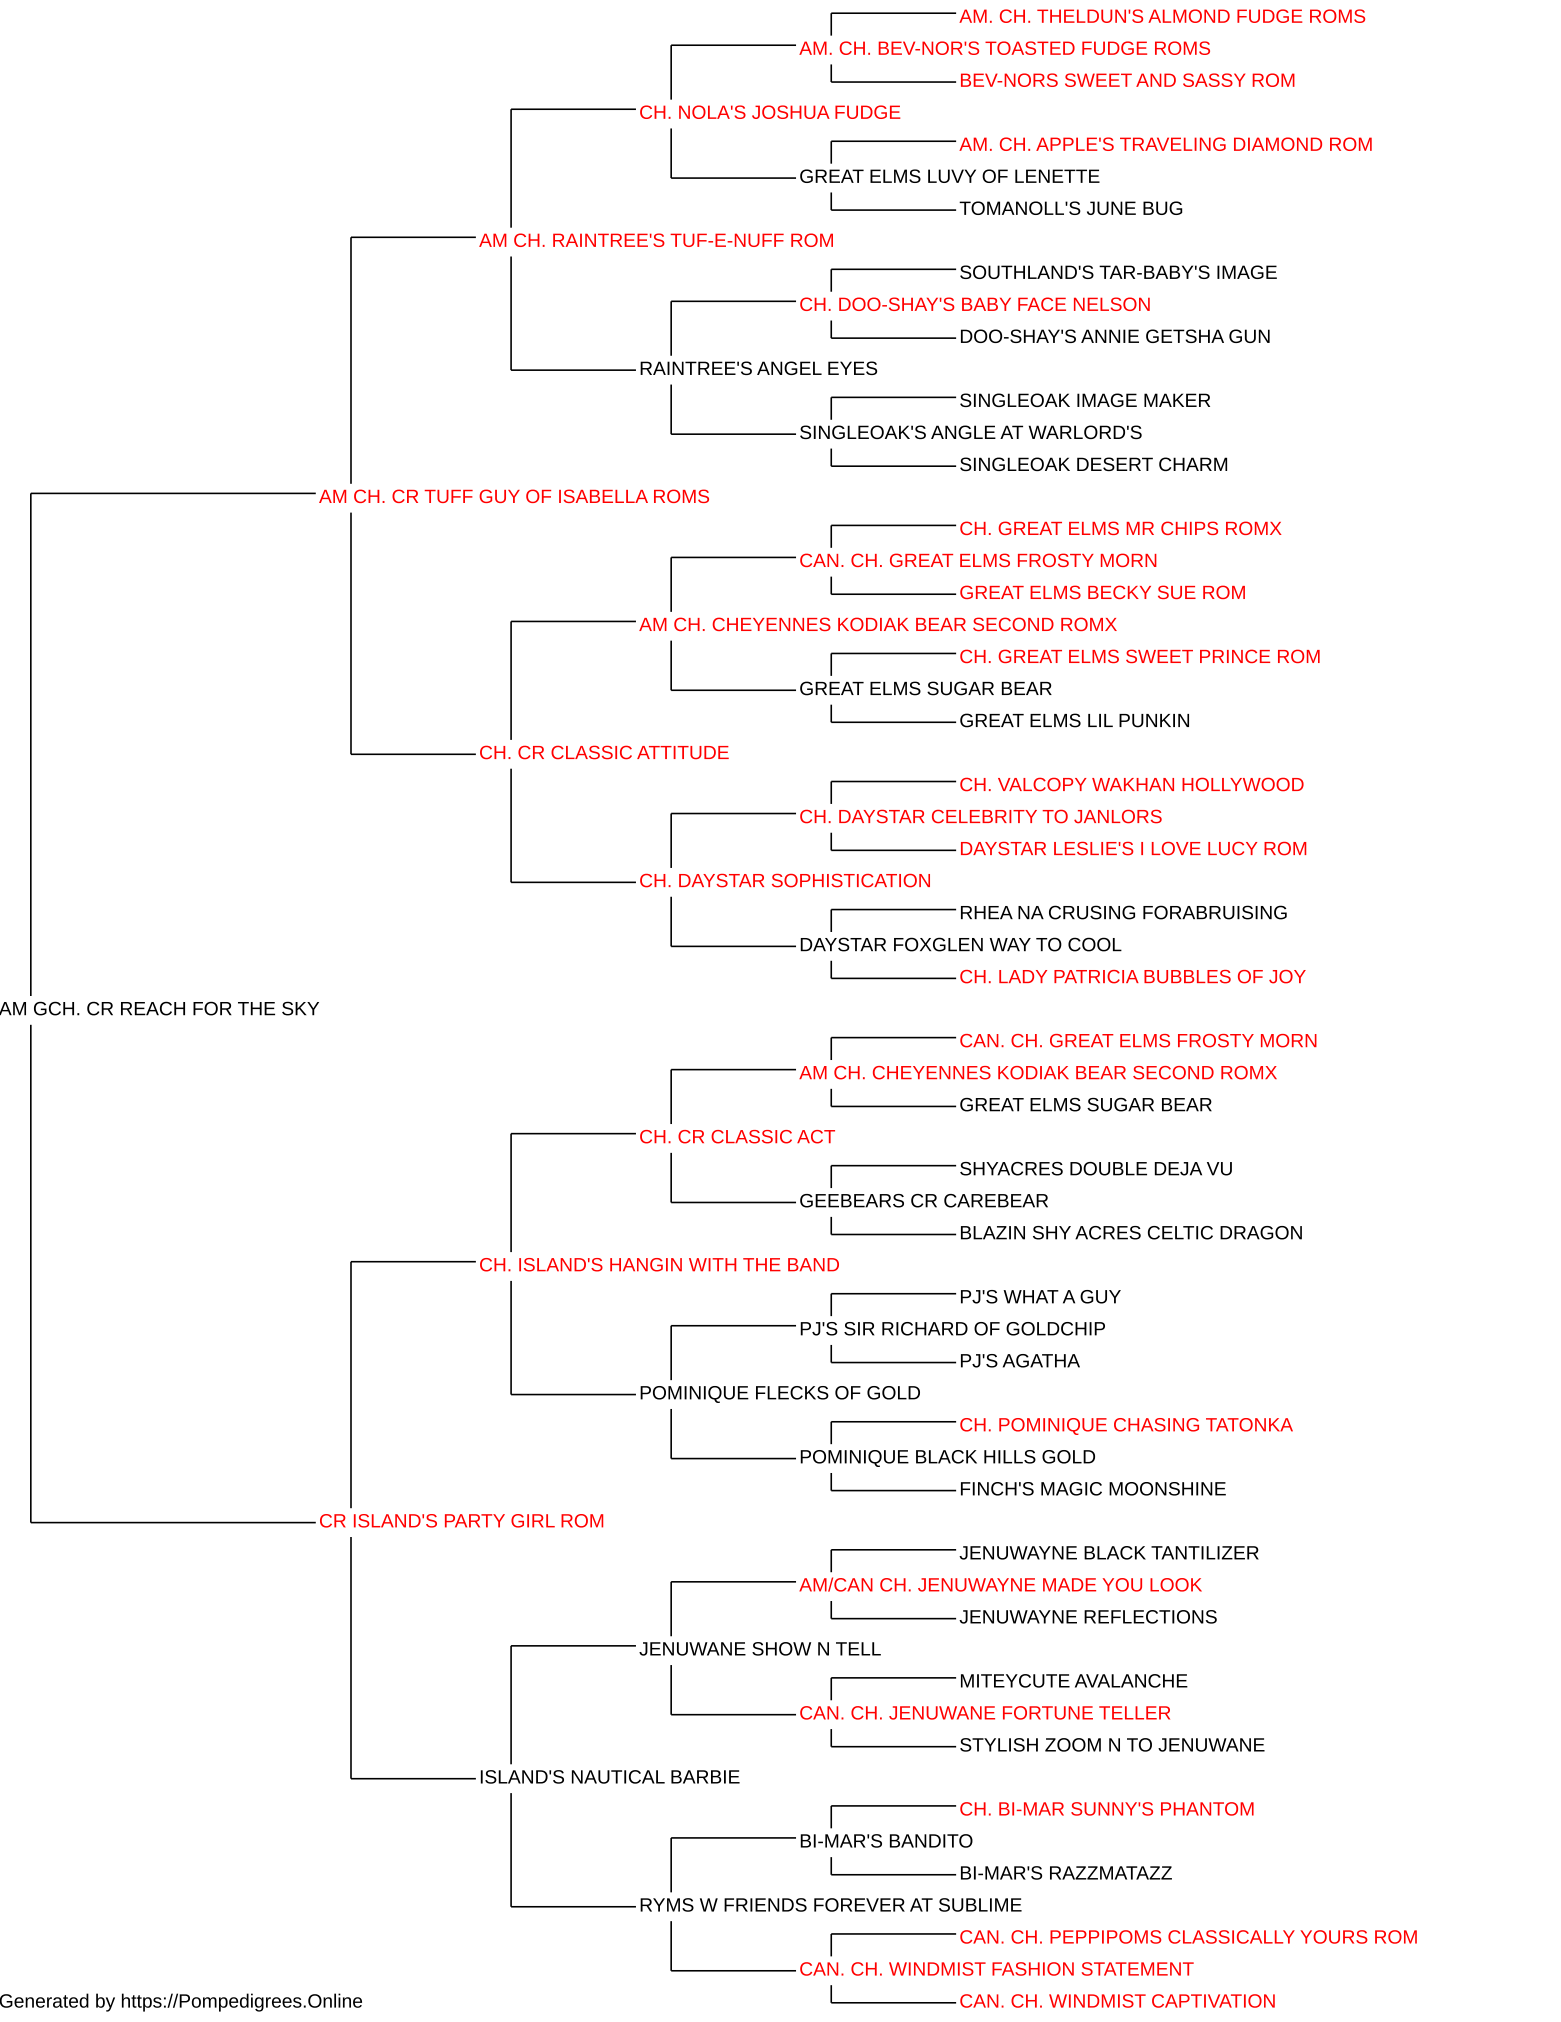 AM. CH. THELDUN'S ALMOND FUDGE ROMS
AM. CH. BEV-NOR'S TOASTED FUDGE ROMS
BEV-NORS SWEET AND SASSY ROM
CH. NOLA'S JOSHUA FUDGE
AM. CH. APPLE'S TRAVELING DIAMOND ROM
GREAT ELMS LUVY OF LENETTE
TOMANOLL'S JUNE BUG
AM CH. RAINTREE'S TUF-E-NUFF ROM
SOUTHLAND'S TAR-BABY'S IMAGE
CH. DOO-SHAY'S BABY FACE NELSON
DOO-SHAY'S ANNIE GETSHA GUN
RAINTREE'S ANGEL EYES
SINGLEOAK IMAGE MAKER
SINGLEOAK'S ANGLE AT WARLORD'S
SINGLEOAK DESERT CHARM
AM CH. CR TUFF GUY OF ISABELLA ROMS
CH. GREAT ELMS MR CHIPS ROMX
CAN. CH. GREAT ELMS FROSTY MORN
GREAT ELMS BECKY SUE ROM
AM CH. CHEYENNES KODIAK BEAR SECOND ROMX
CH. GREAT ELMS SWEET PRINCE ROM
GREAT ELMS SUGAR BEAR
GREAT ELMS LIL PUNKIN
CH. CR CLASSIC ATTITUDE
CH. VALCOPY WAKHAN HOLLYWOOD
CH. DAYSTAR CELEBRITY TO JANLORS
DAYSTAR LESLIE'S I LOVE LUCY ROM
CH. DAYSTAR SOPHISTICATION
RHEA NA CRUSING FORABRUISING
DAYSTAR FOXGLEN WAY TO COOL
CH. LADY PATRICIA BUBBLES OF JOY
AM GCH. CR REACH FOR THE SKY
CAN. CH. GREAT ELMS FROSTY MORN
AM CH. CHEYENNES KODIAK BEAR SECOND ROMX
GREAT ELMS SUGAR BEAR
CH. CR CLASSIC ACT
SHYACRES DOUBLE DEJA VU
GEEBEARS CR CAREBEAR
BLAZIN SHY ACRES CELTIC DRAGON
CH. ISLAND'S HANGIN WITH THE BAND
PJ'S WHAT A GUY
PJ'S SIR RICHARD OF GOLDCHIP
PJ'S AGATHA
POMINIQUE FLECKS OF GOLD
CH. POMINIQUE CHASING TATONKA
POMINIQUE BLACK HILLS GOLD
FINCH'S MAGIC MOONSHINE
CR ISLAND'S PARTY GIRL ROM
JENUWAYNE BLACK TANTILIZER
AM/CAN CH. JENUWAYNE MADE YOU LOOK
JENUWAYNE REFLECTIONS
JENUWANE SHOW N TELL
MITEYCUTE AVALANCHE
CAN. CH. JENUWANE FORTUNE TELLER
STYLISH ZOOM N TO JENUWANE
ISLAND'S NAUTICAL BARBIE
CH. BI-MAR SUNNY'S PHANTOM
BI-MAR'S BANDITO
BI-MAR'S RAZZMATAZZ
RYMS W FRIENDS FOREVER AT SUBLIME
CAN. CH. PEPPIPOMS CLASSICALLY YOURS ROM
CAN. CH. WINDMIST FASHION STATEMENT
CAN. CH. WINDMIST CAPTIVATION
Generated by https://Pompedigrees.Online